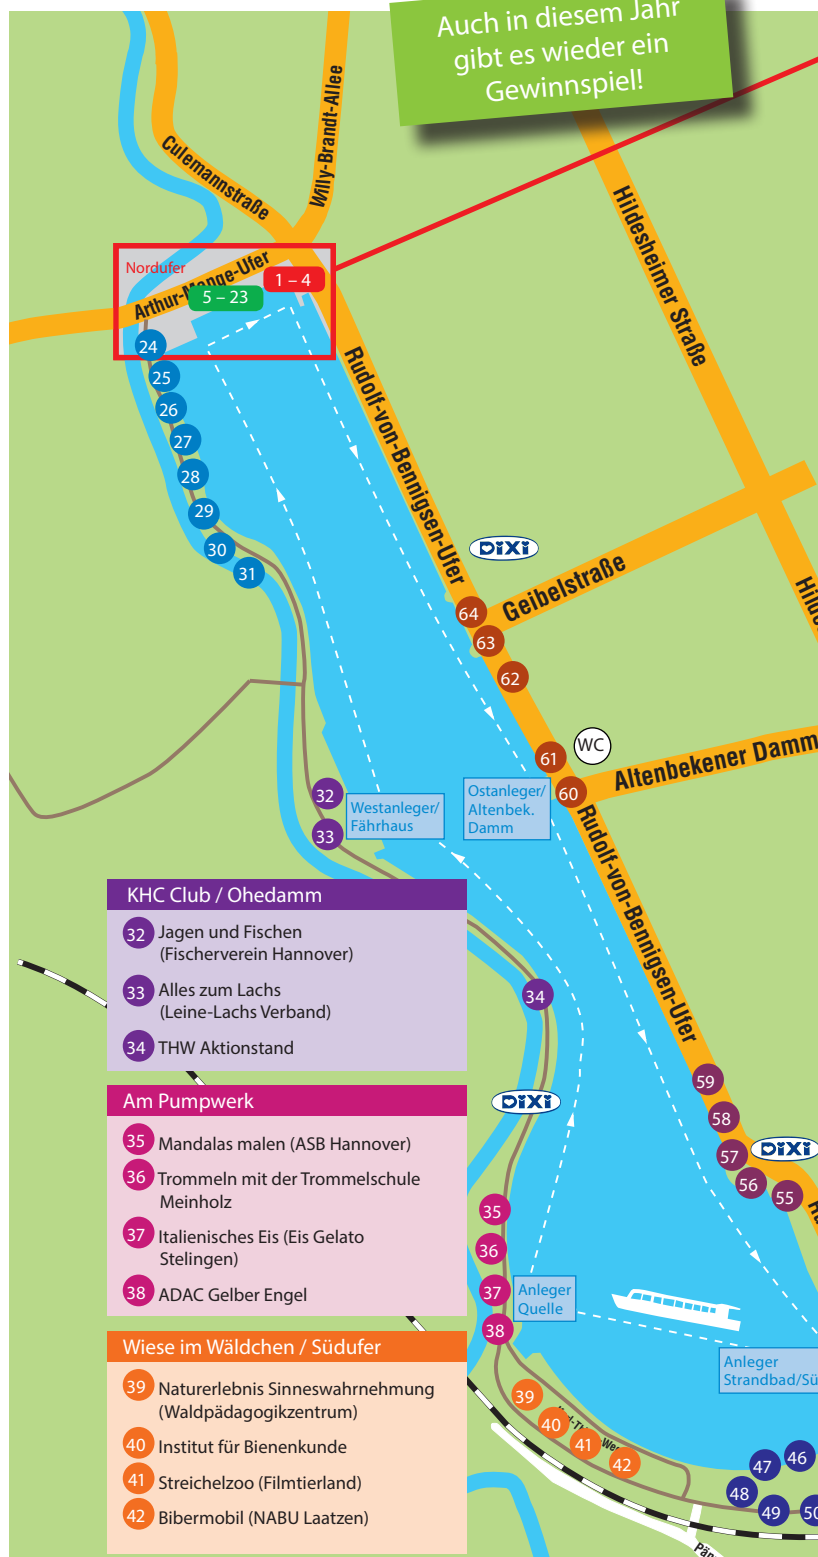 Auch in diesem Jahr
gibt es wieder ein
Gewinnspiel!
Culemannstraße
Willy-Brandt-Allee
Hildesheimer Straße
Nordufer
Arthur-Menge-Ufer
1 – 4
5 – 23
24
25
26
27
28
29
30
31
Rudolf-von-Bennigsen-Ufer
DiXi
Geibelstraße
64
63
62
61
WC
60
Altenbekener Damm
32
33
Westanleger/
Fährhaus
Ostanleger/
Altenbek.
Damm
Rudolf-von-Bennigsen-Ufer
KHC Club / Ohedamm
32 Jagen und Fischen
(Fischerverein Hannover)
33 Alles zum Lachs
(Leine-Lachs Verband)
34 THW Aktionstand
34
DiXi
59
58
57
56
55
DiXi
Am Pumpwerk
35 Mandalas malen (ASB Hannover)
36 Trommeln mit der Trommelschule
Meinholz
37 Italienisches Eis (Eis Gelato
Stelingen)
38 ADAC Gelber Engel
35
36
37
38
Anleger
Quelle
Anleger
Strandbad/Sü
Wiese im Wäldchen / Südufer
39 Naturerlebnis Sinneswahrnehmung
(Waldpädagogikzentrum)
40 Institut für Bienenkunde
41 Streichelzoo (Filmtierland)
42 Bibermobil (NABU Laatzen)
39
40
41
42
46
47
48
49
50